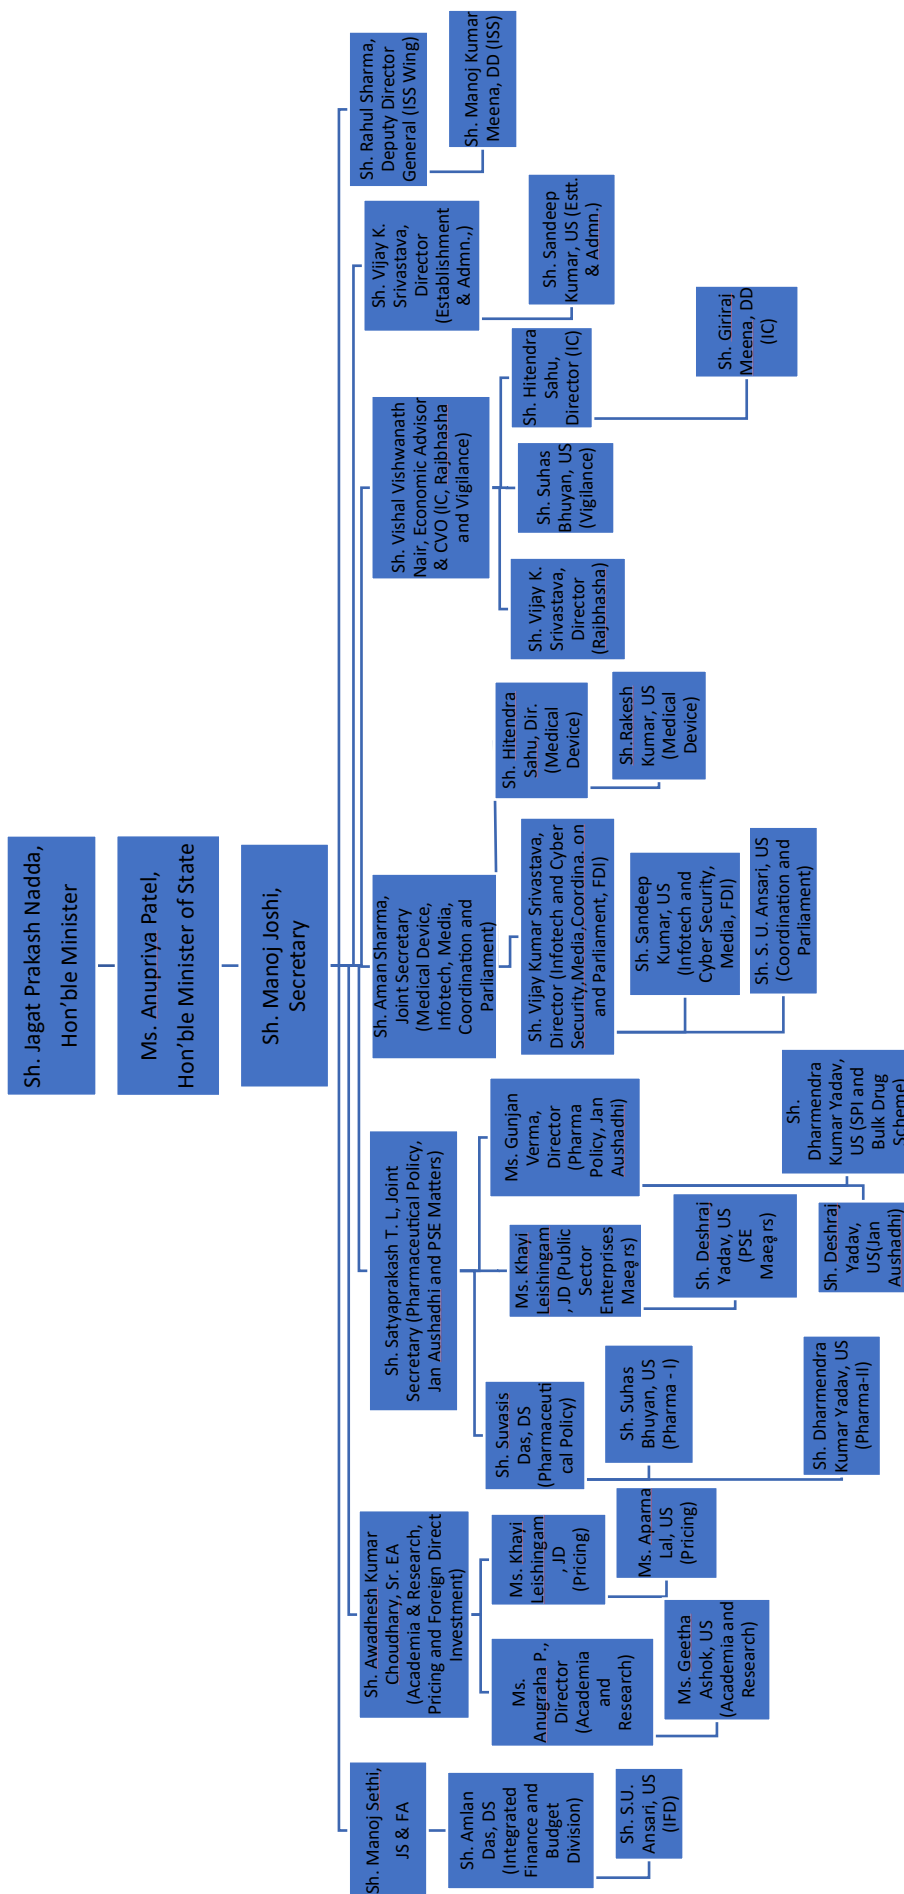 Sh. Jagat Prakash Nadda,
Hon'ble Minister
Ms. Anupriya Patel,
Hon'ble Minister of State
Sh. Manoj Joshi,
Secretary
Sh. Manoj Sethi,
JS & FA
Sh. Amlan
Das, DS
(Integrated
Finance and
Budget
Division)
Sh. S.U.
Ansari, US
(IFD)
Sh. Awadhesh Kumar
Choudhary, Sr. EA
(Academia & Research,
Pricing and Foreign Direct
Investment)
Ms.
Anugraha P.,
Director
(Academia
and
Research)
Ms. Geetha
Ashok, US
(Academia and
Research)
Ms. Khayi
Leishingam
, JD
(Pricing)
Ms. Aparna
Lal, US
(Pricing)
Sh. Satyaprakash T. L, Joint
Secretary (Pharmaceutical Policy,
Jan Aushadhi and PSE Matters)
Sh. Suvasis
Das, DS
(Pharmaceuti
cal Policy)
Sh. Suhas
Bhuyan, US
(Pharma - I)
Sh. Dharmendra
Kumar Yadav, US
(Pharma-II)
Ms. Khayi
Leishingam
, JD (Public
Sector
Enterprises
Maeḁrs)
Sh. Deshraj
Yadav, US
(PSE
Maeḁrs)
Ms. Gunjan
Verma,
Director
(Pharma
Policy, Jan
Aushadhi)
Sh.
Dharmendra
Kumar Yadav,
US (SPI and
Bulk Drug
Scheme)
Sh. Deshraj
Yadav,
US(Jan
Aushadhi)
Sh. Aman Sharma,
Joint Secretary
(Medical Device,
Infotech, Media,
Coordination and
Parliament)
Sh. Vijay Kumar Srivastava,
Director (Infotech and Cyber
Security,Media,Coordina. on
and Parliament, FDI)
Sh. Sandeep
Kumar, US
(Infotech and
Cyber Security,
Media, FDI)
Sh. S. U. Ansari, US
(Coordination and
Parliament)
Sh. Hitendra
Sahu, Dir.
(Medical
Device)
Sh.Rakesh
Kumar, US
(Medical
Device)
Sh. Vishal Vishwanath
Nair, Economic Advisor
& CVO (IC, Rajbhasha
and Vigilance)
Sh. Vijay K.
Srivastava,
Director
(Rajbhasha)
Sh. Suhas
Bhuyan, US
(Vigilance)
Sh. Hitendra
Sahu,
Director (IC)
Sh. Giriraj
Meena, DD
(IC)
Sh. Vijay K.
Srivastava,
Director
(Establishment
& Admn.,)
Sh. Sandeep
Kumar, US (Estt.
& Admn.)
Sh. Rahul Sharma,
Deputy Director
General (ISS Wing)
Sh. Manoj Kumar
Meena, DD (ISS)